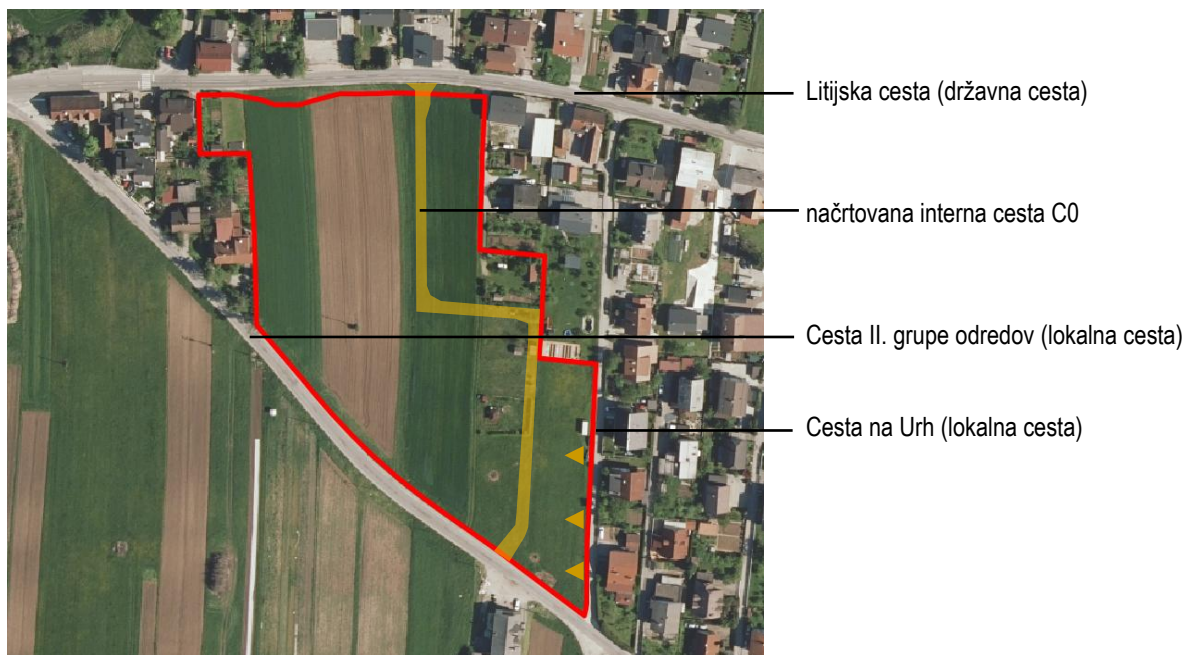 Litijska cesta (državna cesta)
načrtovana interna cesta C0
Cesta II. grupe odredov (lokalna cesta)
Cesta na Urh (lokalna cesta)